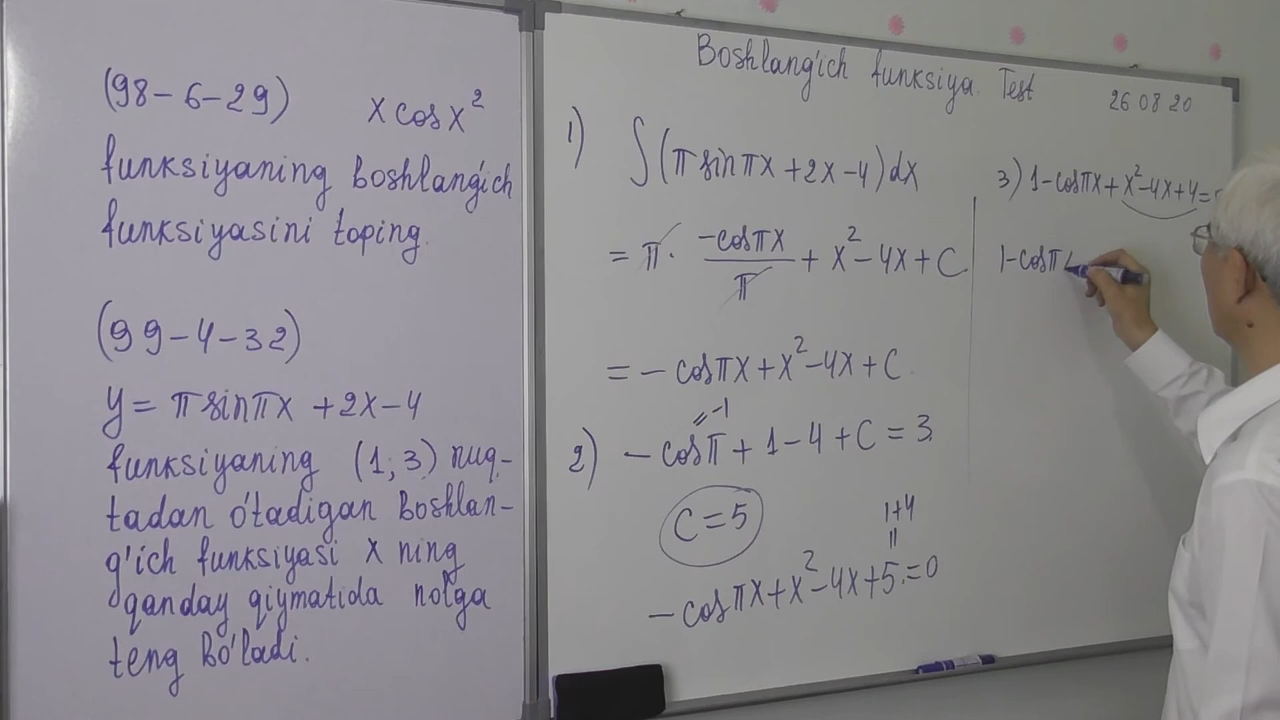 (98-6-29) x cos x²
funksiyaning boshlang'ich
funksiyasini toping.
(99-4-32)
y = π sin πx + 2x - 4
funksiyaning (1; 3) nuq-
tadan o'tadigan boshlan-
g'ich funksiyasi x ning
qanday qiymatida nolga
teng bo'ladi.
Boshlang'ich funksiya. Test
26 08 20
1) ∫(π sin πx + 2x - 4)dx
= π · -cos πx / π + x² - 4x + C
= - cos πx + x² - 4x + C.
= -1
2) - cos π + 1 - 4 + C = 3.
C = 5
1+4
=
- cos πx + x² - 4x + 5. = 0
3) 1 - cos πx + x² - 4x + 4 =
1 - cos π